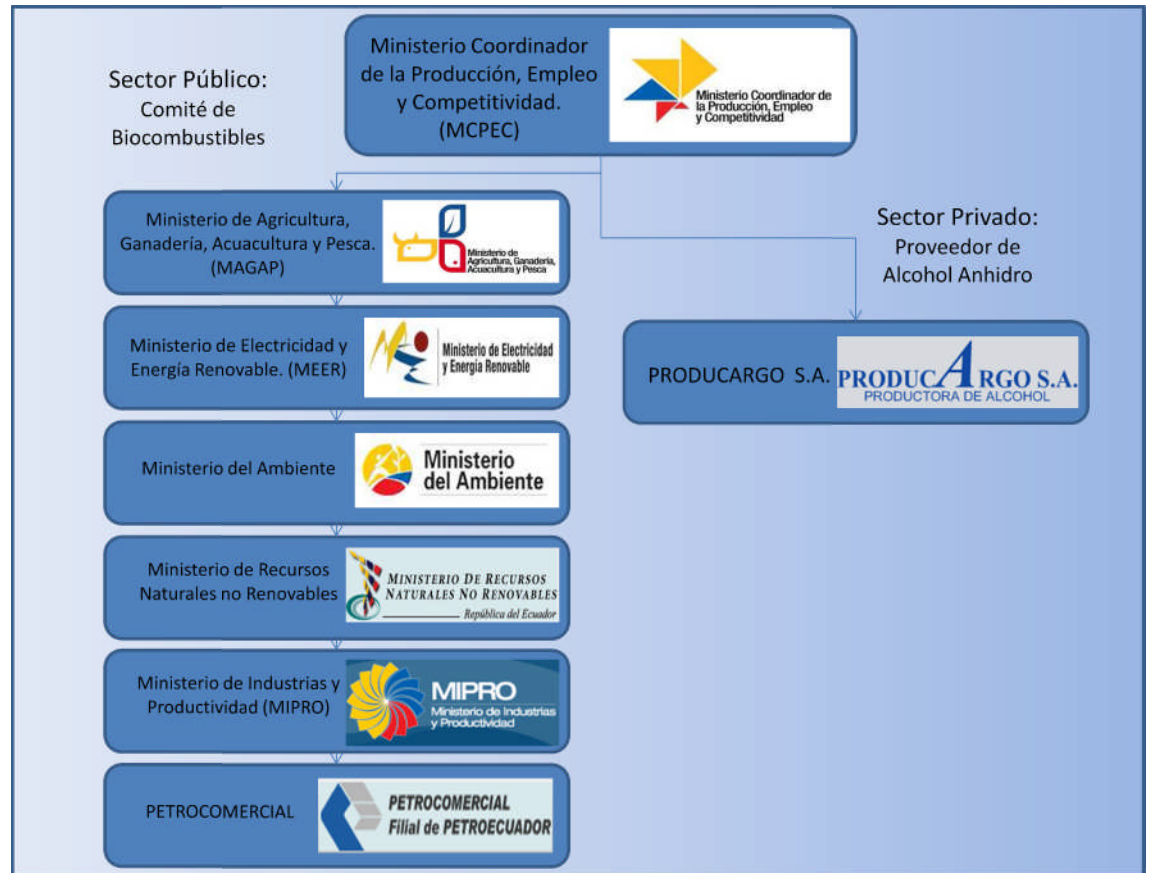 Sector Público:
Comité de
Biocombustibles
Ministerio Coordinador
de la Producción, Empleo
y Competitividad.
(MCPEC)
Ministerio Coordinador de
la Producción, Empleo
y Competitividad
Ministerio de Agricultura,
Ganadería, Acuacultura y Pesca.
(MAGAP)
Ministerio de
Agricultura, Ganadería,
Acuacultura y Pesca
Sector Privado:
Proveedor de
Alcohol Anhidro
Ministerio de Electricidad y
Energía Renovable. (MEER)
Ministerio de Electricidad
y Energía Renovable
PRODUCARGO S.A.
PRODUCARGO S.A.
PRODUCTORA DE ALCOHOL
Ministerio del Ambiente
Ministerio
del Ambiente
Ministerio de Recursos
Naturales no Renovables
MINISTERIO DE RECURSOS
NATURALES NO RENOVABLES
República del Ecuador
Ministerio de Industrias y
Productividad (MIPRO)
MIPRO
Ministerio de Industrias
y Productividad
PETROCOMERCIAL
PETROCOMERCIAL
Filial de PETROECUADOR